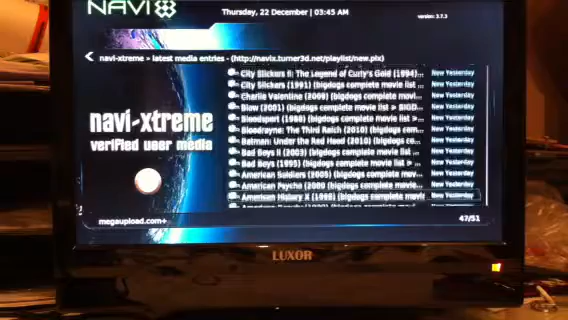 NAVI
Thursday, 22 December | 03:45 AM
version: 3.7.3
navi-xtreme » latest media entries - (http://navix.turner3d.net/playlist/new.plx)
City Slickers II: The Legend of Curly's Gold (1994)... New Yesterday
City Slickers (1991) (bigdogs complete movie list ... New Yesterday
Charlie Valentine (2009) (bigdogs complete movi... New Yesterday
Blow (2001) (bigdogs complete movie list > BIGD... New Yesterday
Bloodsport (1988) (bigdogs complete movie list >... New Yesterday
Bloodrayne: The Third Reich (2010) (bigdogs com... New Yesterday
Batman: Under the Red Hood (2010) (bigdogs co... New Yesterday
Bad Boys II (2003) (bigdogs complete movie list ... New Yesterday
Bad Boys (1995) (bigdogs complete movie list > ... New Yesterday
American Soldiers (2005) (bigdogs complete mov... New Yesterday
American Psycho (2000 (bigdogs complete movie... New Yesterday
American History X (1998) (bigdogs complete movie New Yesterday
navi-xtreme
verified user media
megaupload.com+
47/51
LUXOR